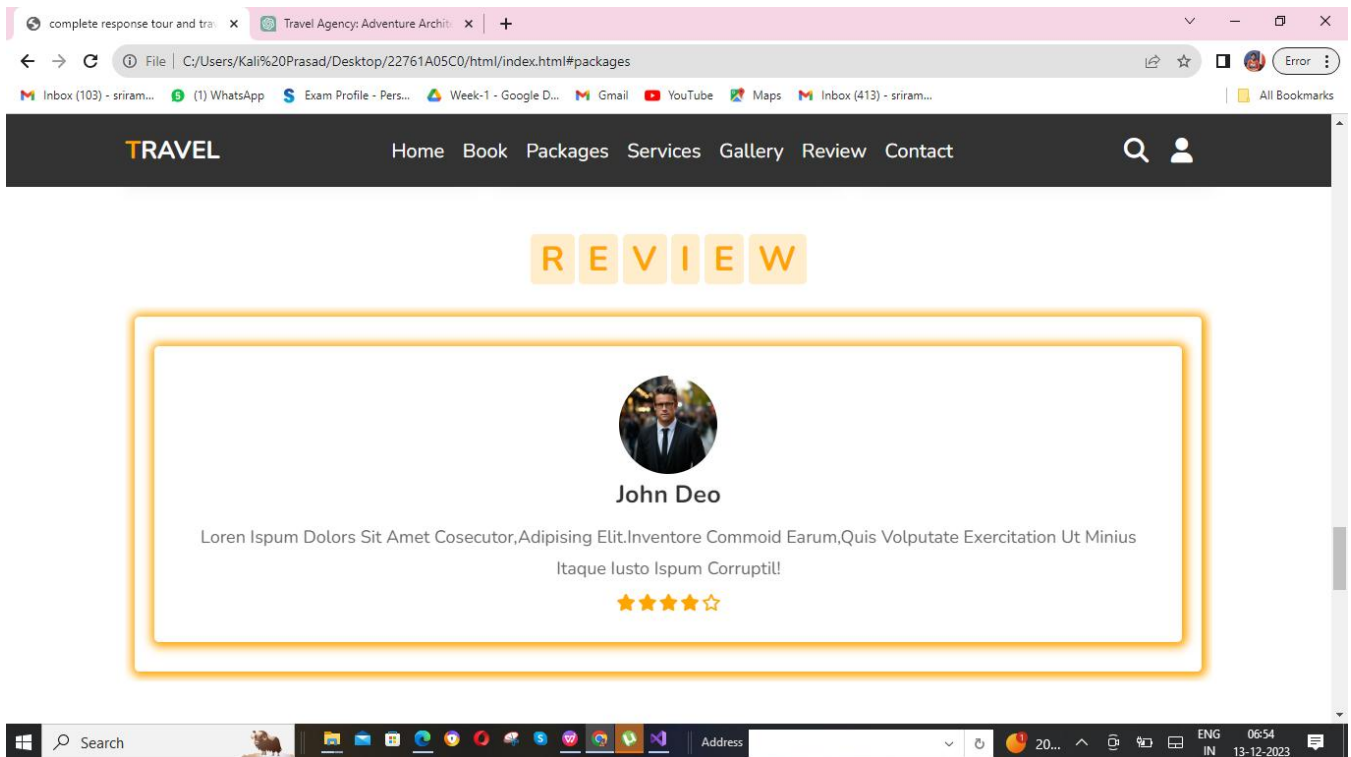 complete response tour and tra
Travel Agency: Adventure Archit
File C:/Users/Kali%20Prasad/Desktop/22761A05C0/html/index.html#packages
Error
Inbox (103) - sriram... (1) WhatsApp Exam Profile - Pers... Week-1 - Google D... Gmail YouTube Maps Inbox (413) - sriram... All Bookmarks
TRAVEL Home Book Packages Services Gallery Review Contact
REVIEW
John Deo
Loren Ispum Dolors Sit Amet Cosecutor,Adipising Elit.Inventore Commoid Earum,Quis Volputate Exercitation Ut Minius
Itaque Iusto Ispum Corruptil!
Search Address 20... ENG 06:54
IN 13-12-2023